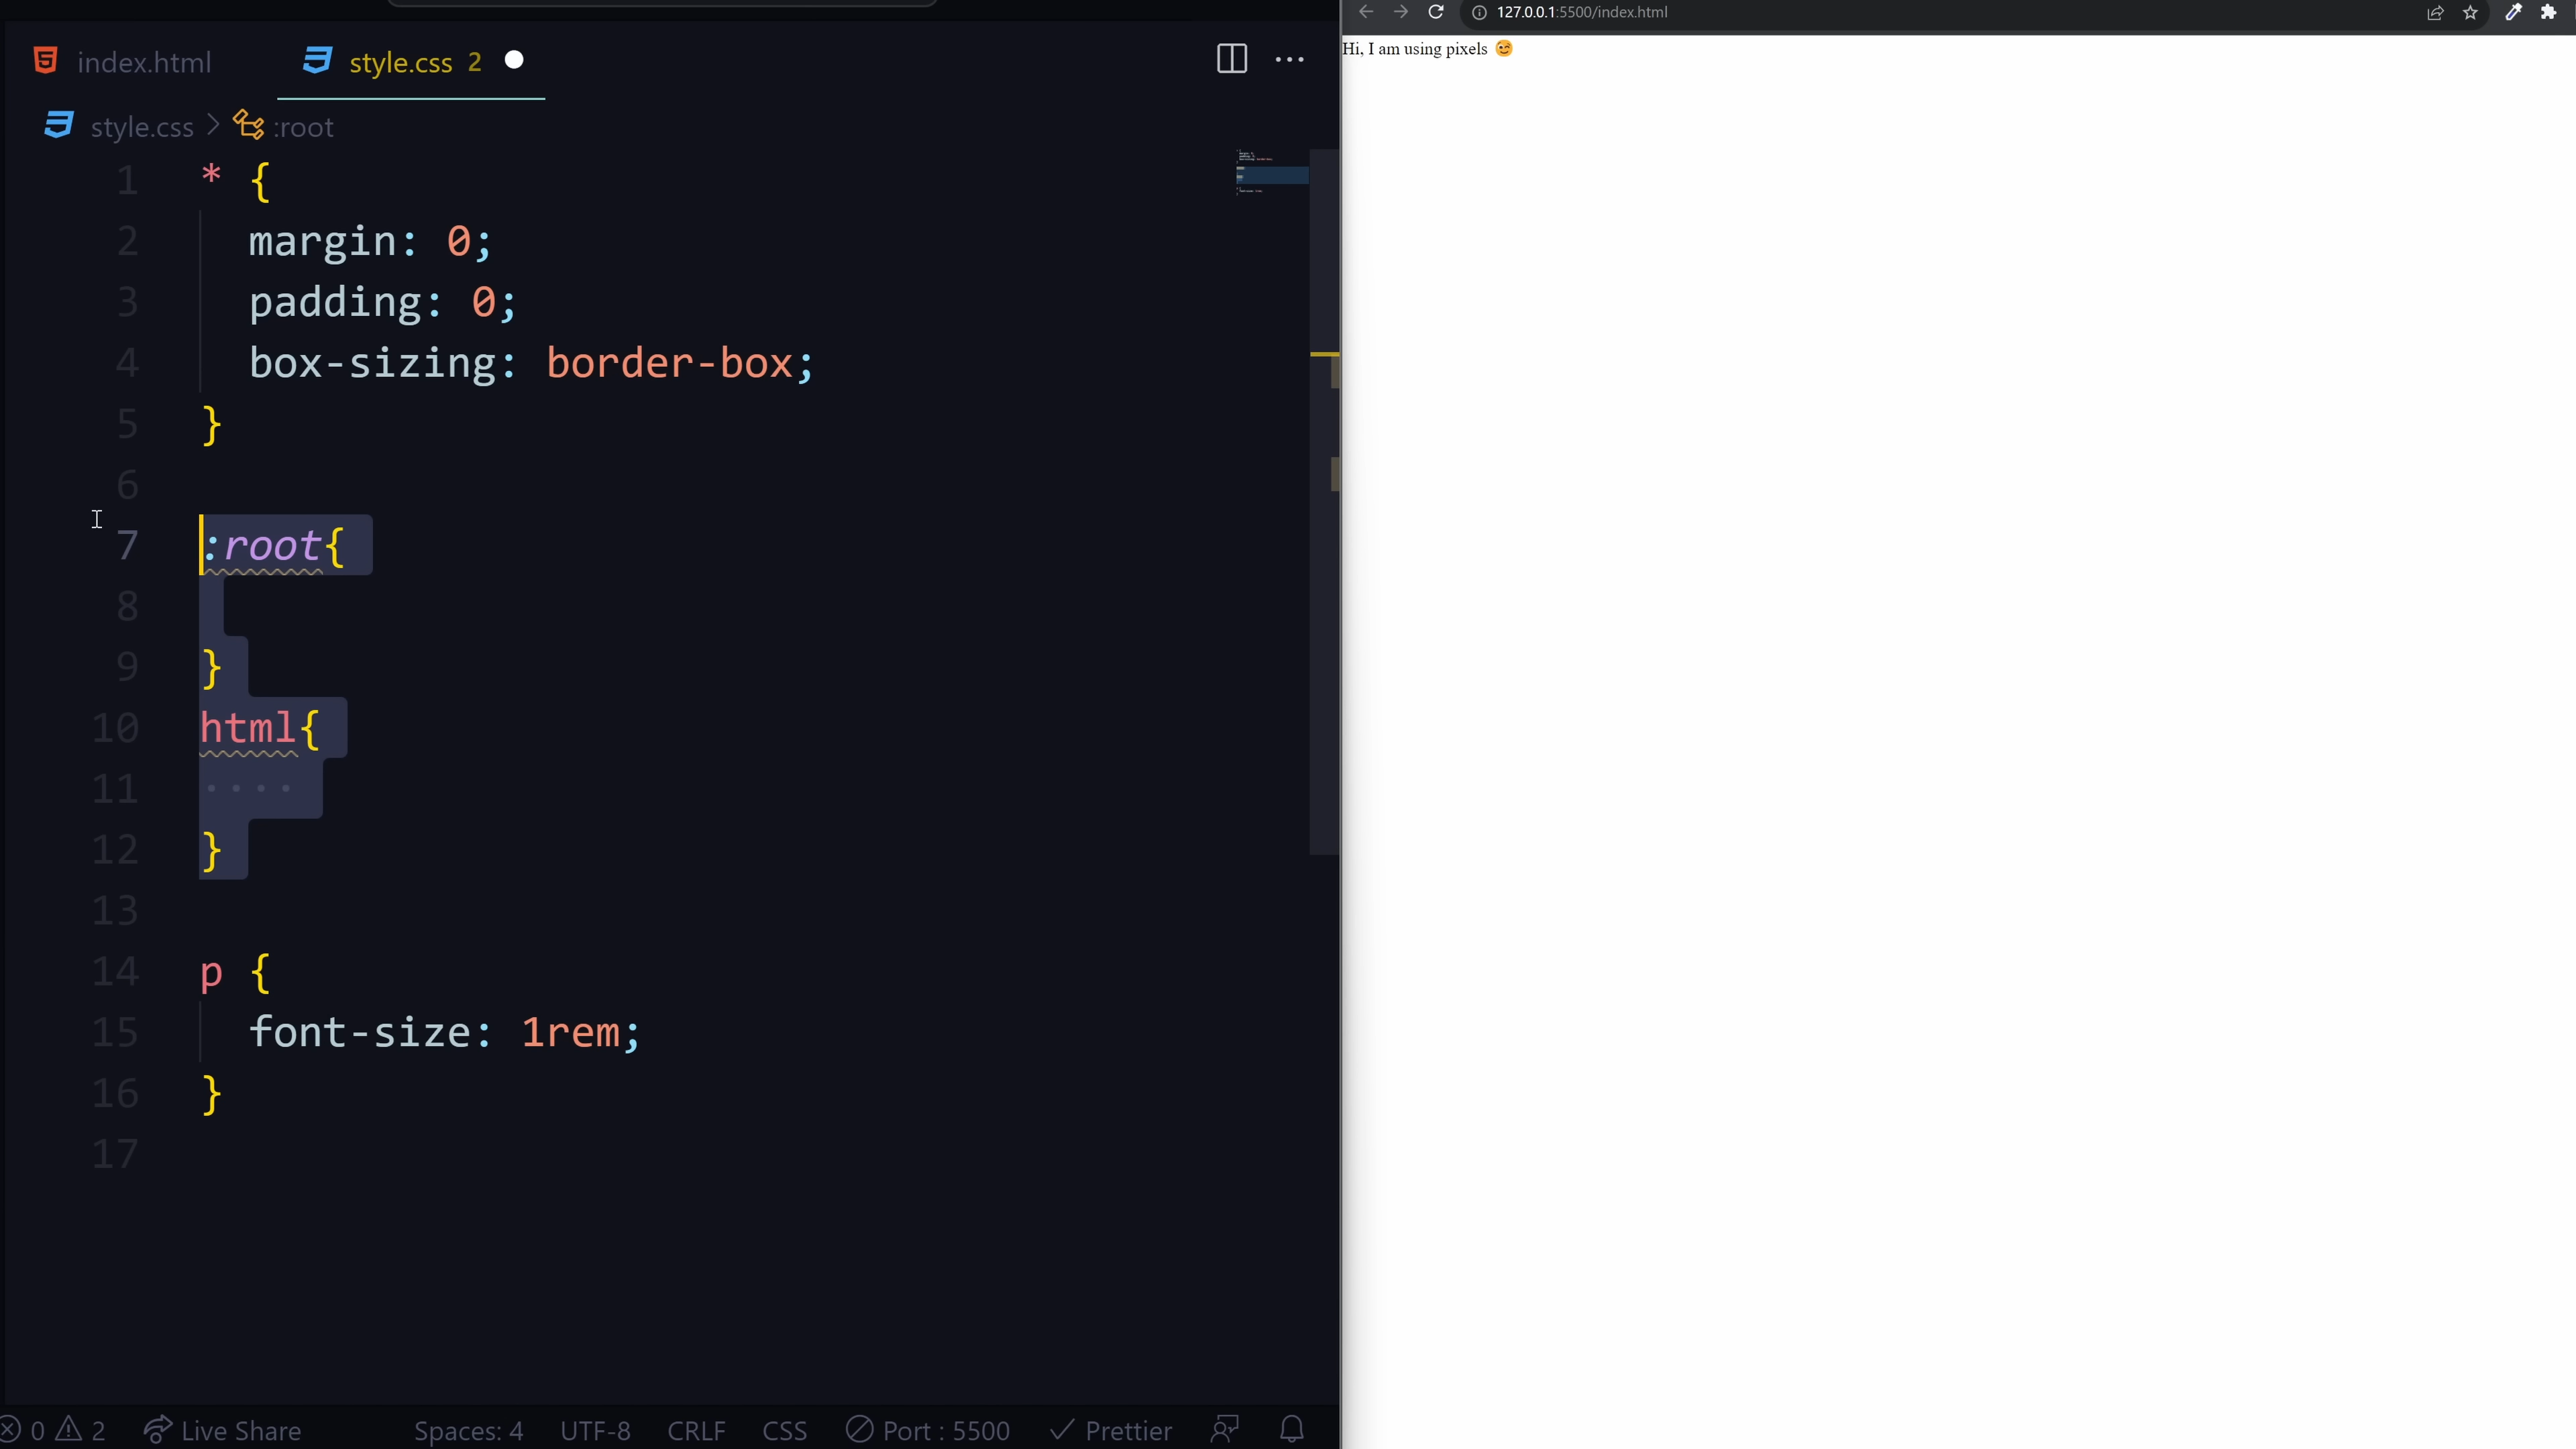 index.html
style.css 2
style.css > :root
1 * {
2 margin: 0;
3 padding: 0;
4 box-sizing: border-box;
5 }
6
7 :root{
8
9 }
10 html{
11 ····
12 }
13
14 p {
15 font-size: 1rem;
16 }
17
0 2 Live Share Spaces: 4 UTF-8 CRLF CSS Port : 5500 Prettier
127.0.0.1:5500/index.html
Hi, I am using pixels 😉